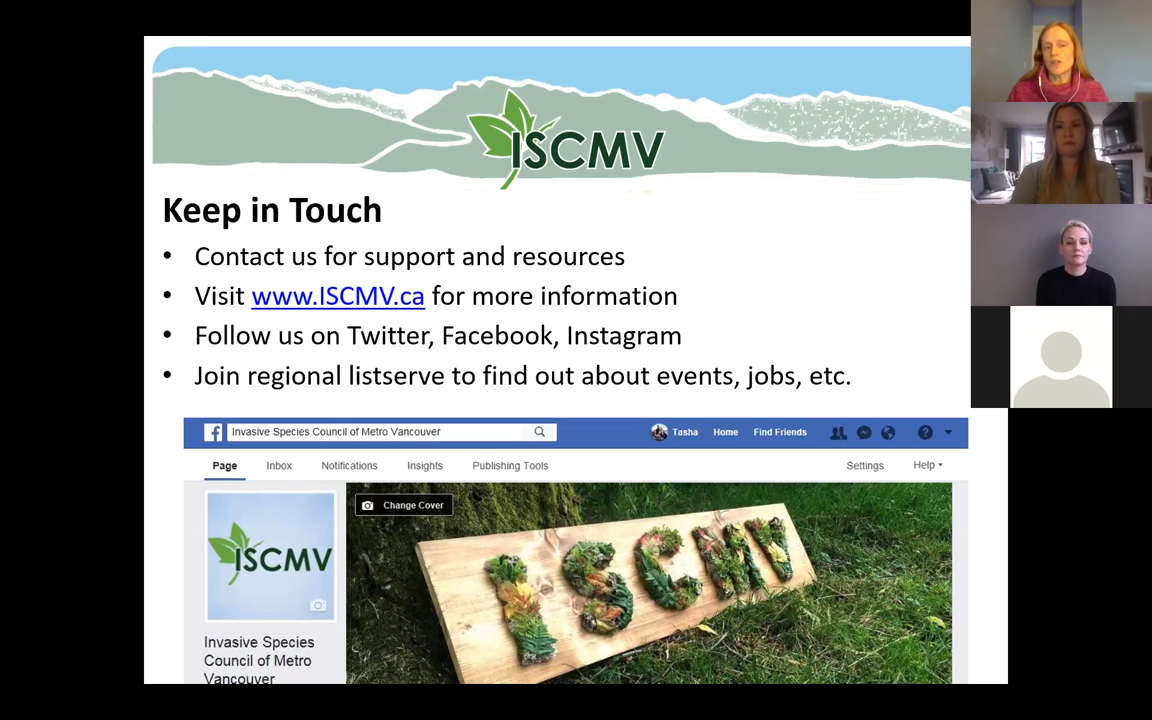 ISCMV
Keep in Touch
• Contact us for support and resources
• Visit www.ISCMV.ca for more information
• Follow us on Twitter, Facebook, Instagram
• Join regional listserve to find out about events, jobs, etc.
f Invasive Species Council of Metro Vancouver Tasha Home Find Friends ?
Page Inbox Notifications Insights Publishing Tools Settings Help
Change Cover
ISCMV
ISCMV
Invasive Species
Council of Metro
Vancouver